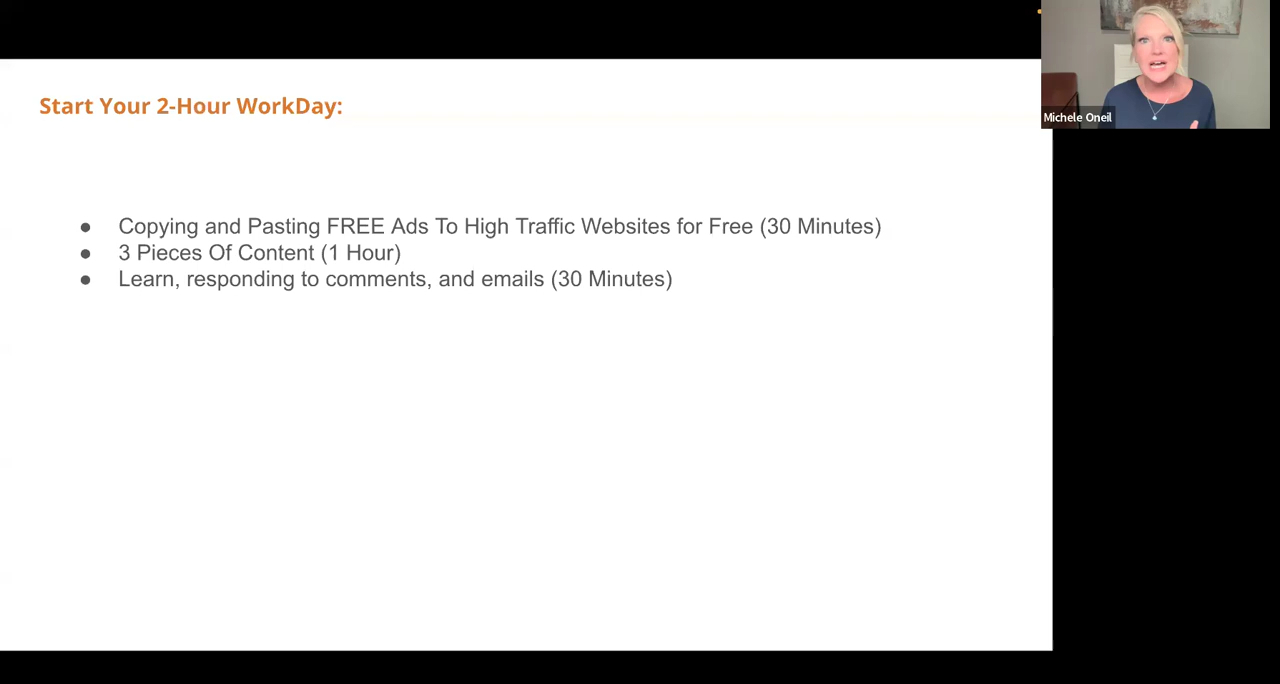 Start Your 2-Hour WorkDay:
● Copying and Pasting FREE Ads To High Traffic Websites for Free (30 Minutes)
● 3 Pieces Of Content (1 Hour)
● Learn, responding to comments, and emails (30 Minutes)
Michele Oneil